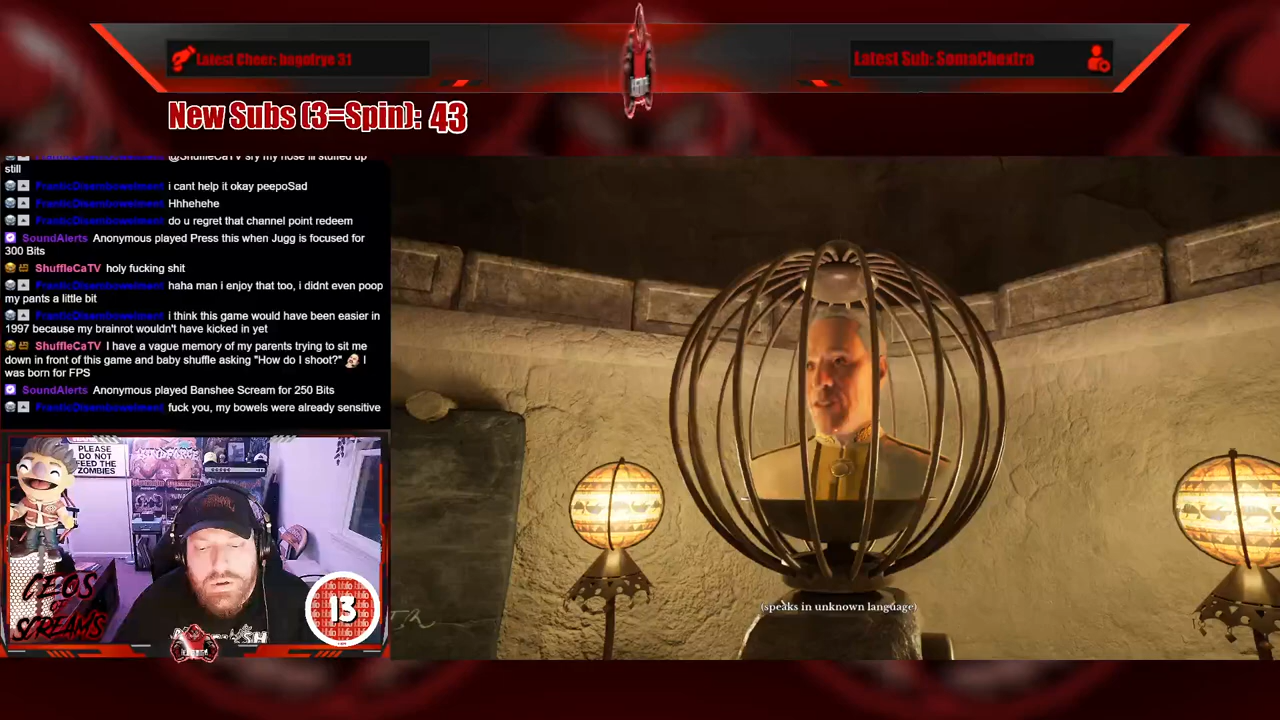 Latest Cheer: bagofrye 31
Latest Sub: SomaChextra
New Subs (3=Spin): 43
@ShuffleCaTV sry my nose ill stuffed up
still
FranticDisembowelment i cant help it okay peepoSad
FranticDisembowelment Hhhehehe
FranticDisembowelment do u regret that channel point redeem
SoundAlerts Anonymous played Press this when Jugg is focused for
300 Bits
ShuffleCaTV holy fucking shit
FranticDisembowelment haha man i enjoy that too, i didnt even poop
my pants a little bit
FranticDisembowelment i think this game would have been easier in
1997 because my brainrot wouldn't have kicked in yet
ShuffleCaTV I have a vague memory of my parents trying to sit me
down in front of this game and baby shuffle asking "How do I shoot?" I
was born for FPS
SoundAlerts Anonymous played Banshee Scream for 250 Bits
FranticDisembowelment fuck you, my bowels were already sensitive
PLEASE
DO NOT
FEED THE
ZOMBIES
CEOS
OF
SCREAMS
13
(speaks in unknown language)